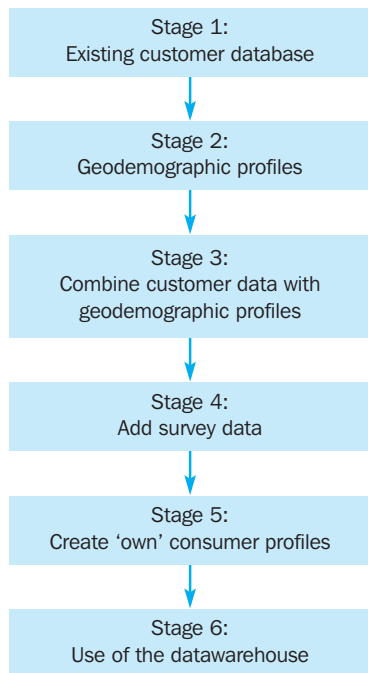 Stage 1:
Existing customer database
Stage 2:
Geodemographic profiles
Stage 3:
Combine customer data with
geodemographic profiles
Stage 4:
Add survey data
Stage 5:
Create ‘own’ consumer profiles
Stage 6:
Use of the datawarehouse